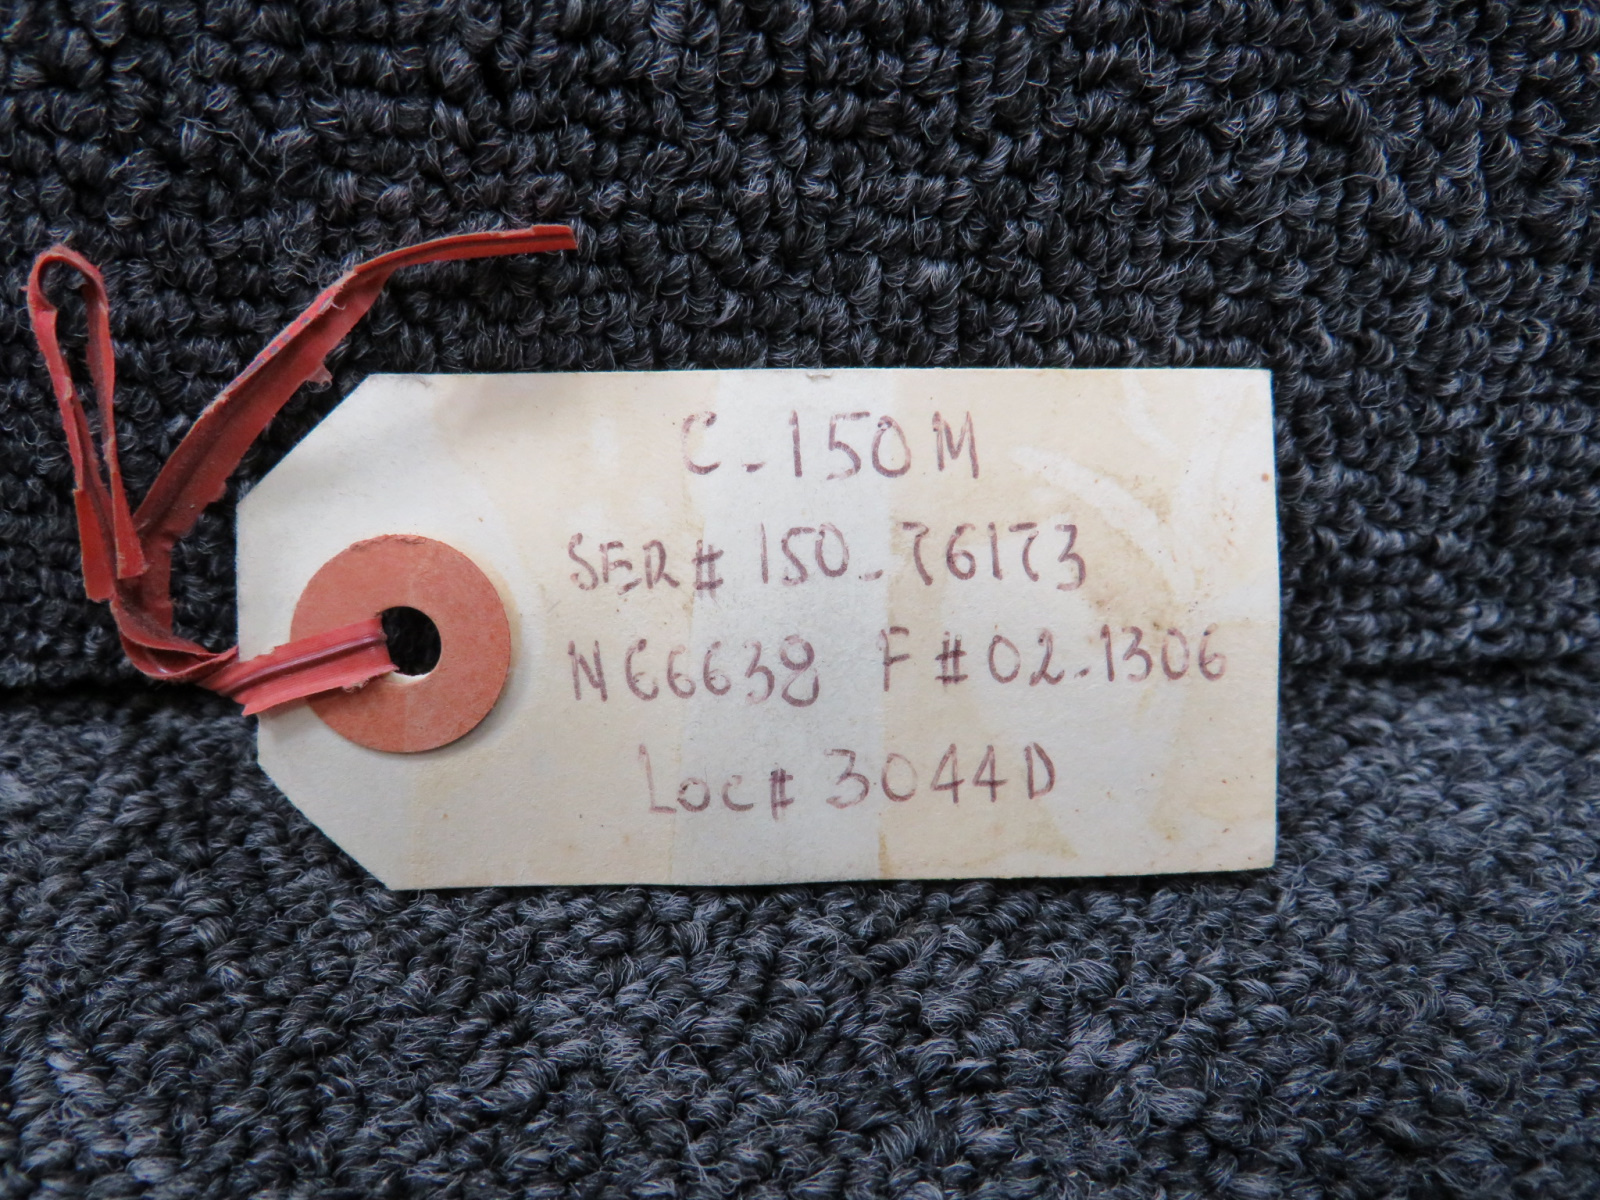 C-150M
SER# 150-76173
N66638 F#02-1306
Loc# 3044D